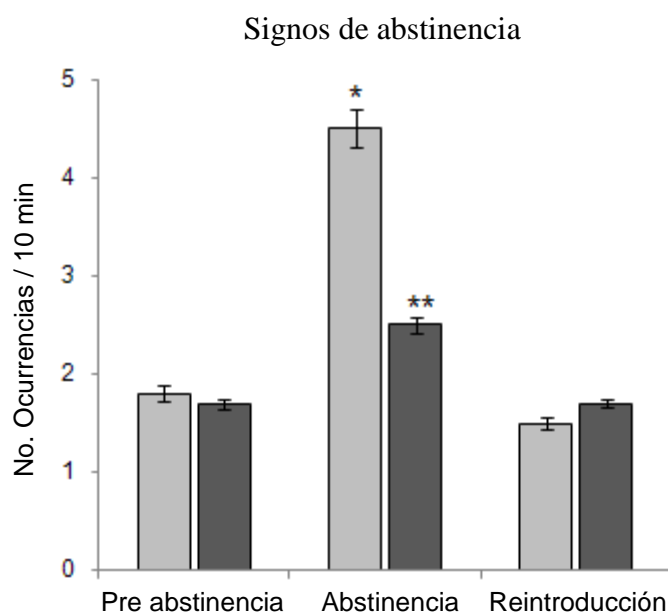 Signos de abstinencia
No. Ocurrencias / 10 min
5
4
3
2
1
0
*
**
Pre abstinencia
Abstinencia
Reintroducción